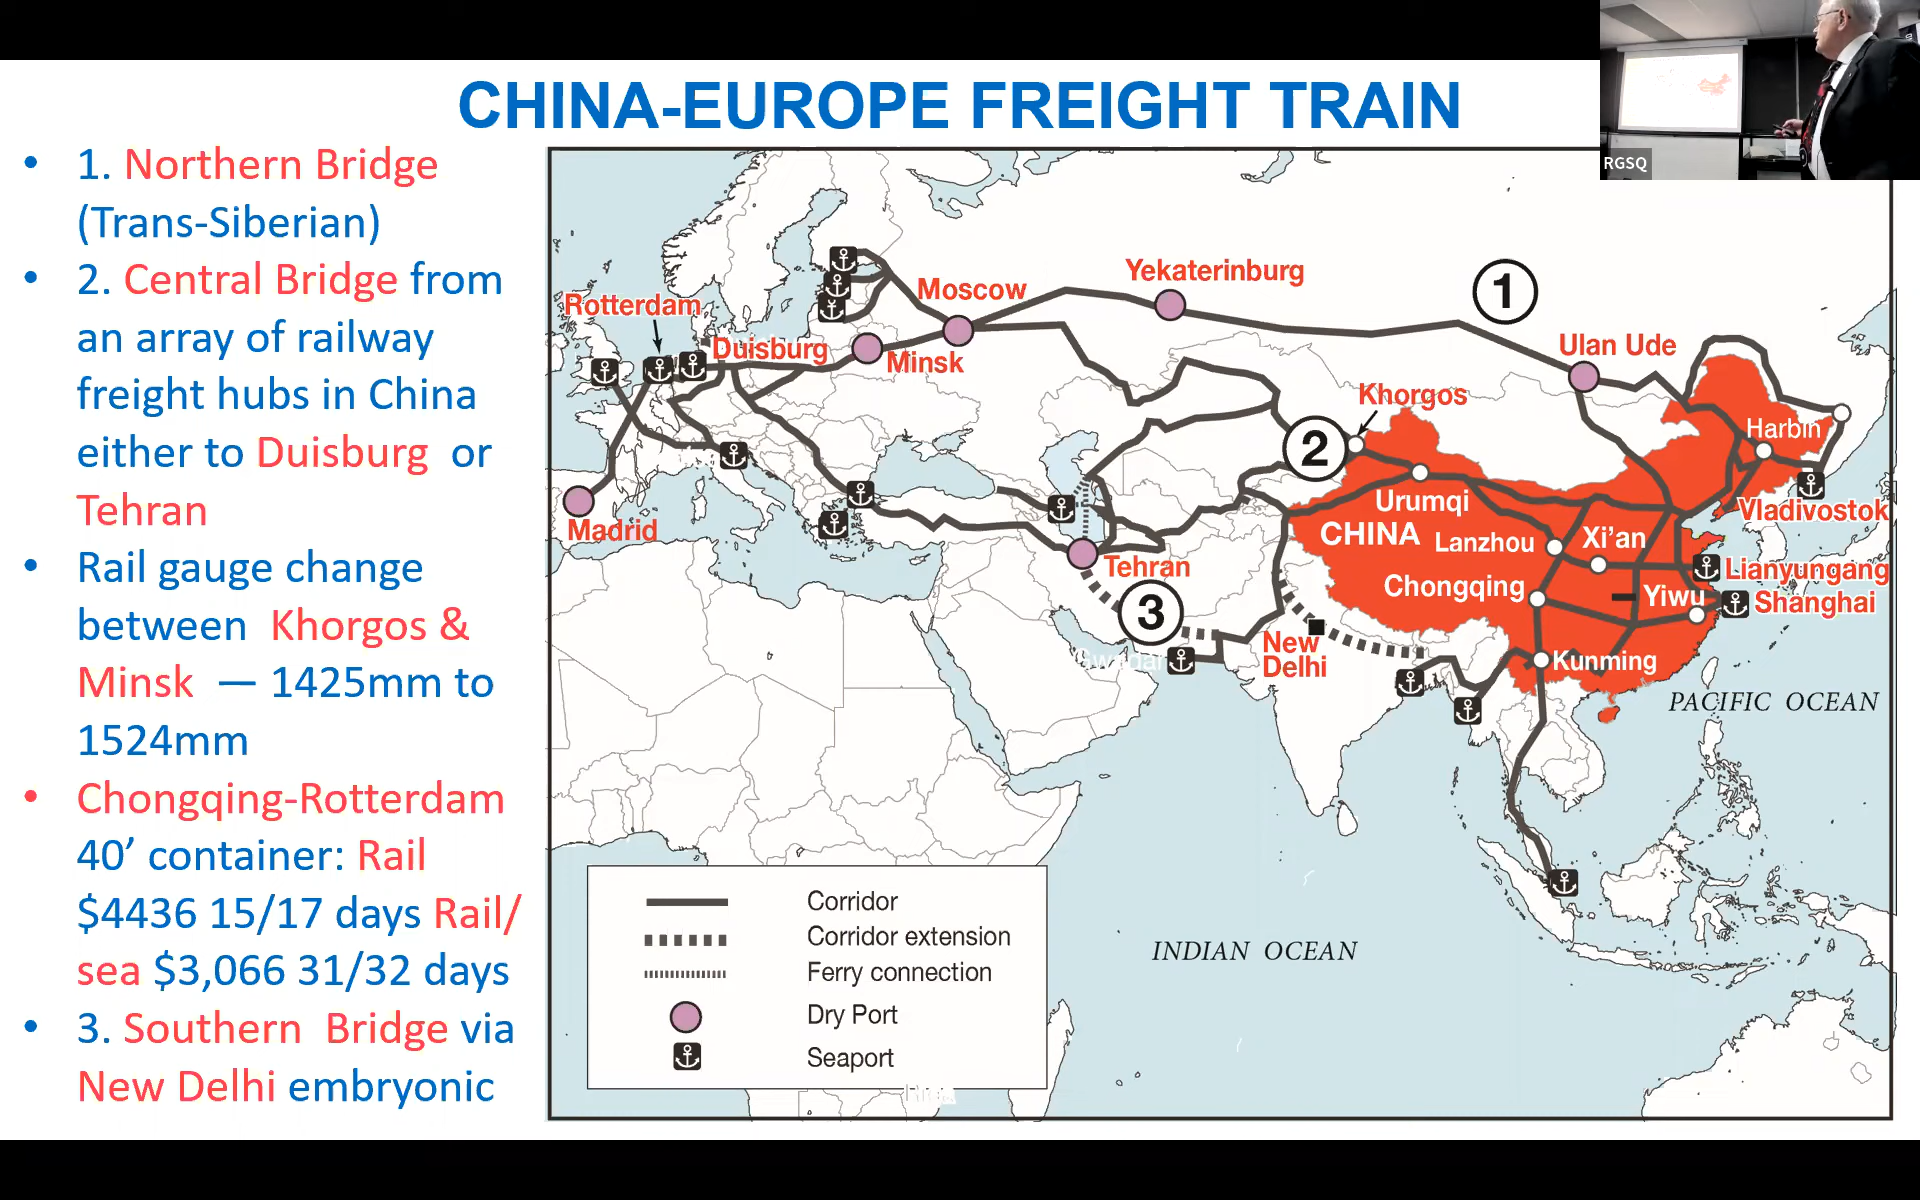 CHINA-EUROPE FREIGHT TRAIN
RGSQ
• 1. Northern Bridge
(Trans-Siberian)
• 2. Central Bridge from
an array of railway
freight hubs in China
either to Duisburg or
Tehran
• Rail gauge change
between Khorgos &
Minsk — 1425mm to
1524mm
• Chongqing-Rotterdam
40’ container: Rail
$4436 15/17 days Rail/
sea $3,066 31/32 days
• 3. Southern Bridge via
New Delhi embryonic
Yekaterinburg
1
Moscow
Rotterdam
Duisburg
Minsk
Ulan Ude
Khorgos
Harbin
2
Urumqi
Vladivostok
Madrid
CHINA
Lanzhou
Xi’an
Tehran
Lianyungang
Chongqing
Yiwu
Shanghai
3
New
Delhi
Gwadar
Kunming
PACIFIC OCEAN
INDIAN OCEAN
Corridor
Corridor extension
Ferry connection
Dry Port
Seaport